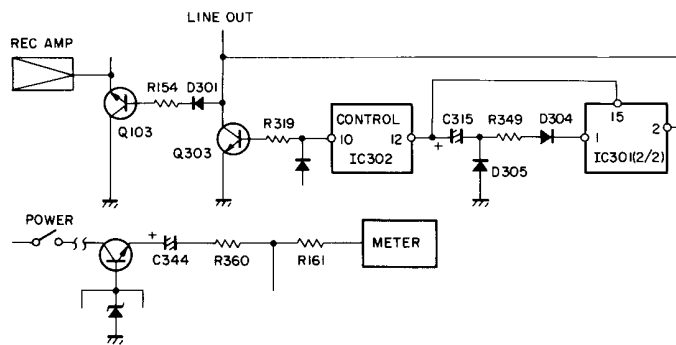 LINE OUT
REC AMP
R154 D301
Q103
Q303
R319
CONTROL
10 12
IC302
+
C315
R349
D304
D305
15
1 2
IC301(2/2)
POWER
+
C344
R360
R161
METER